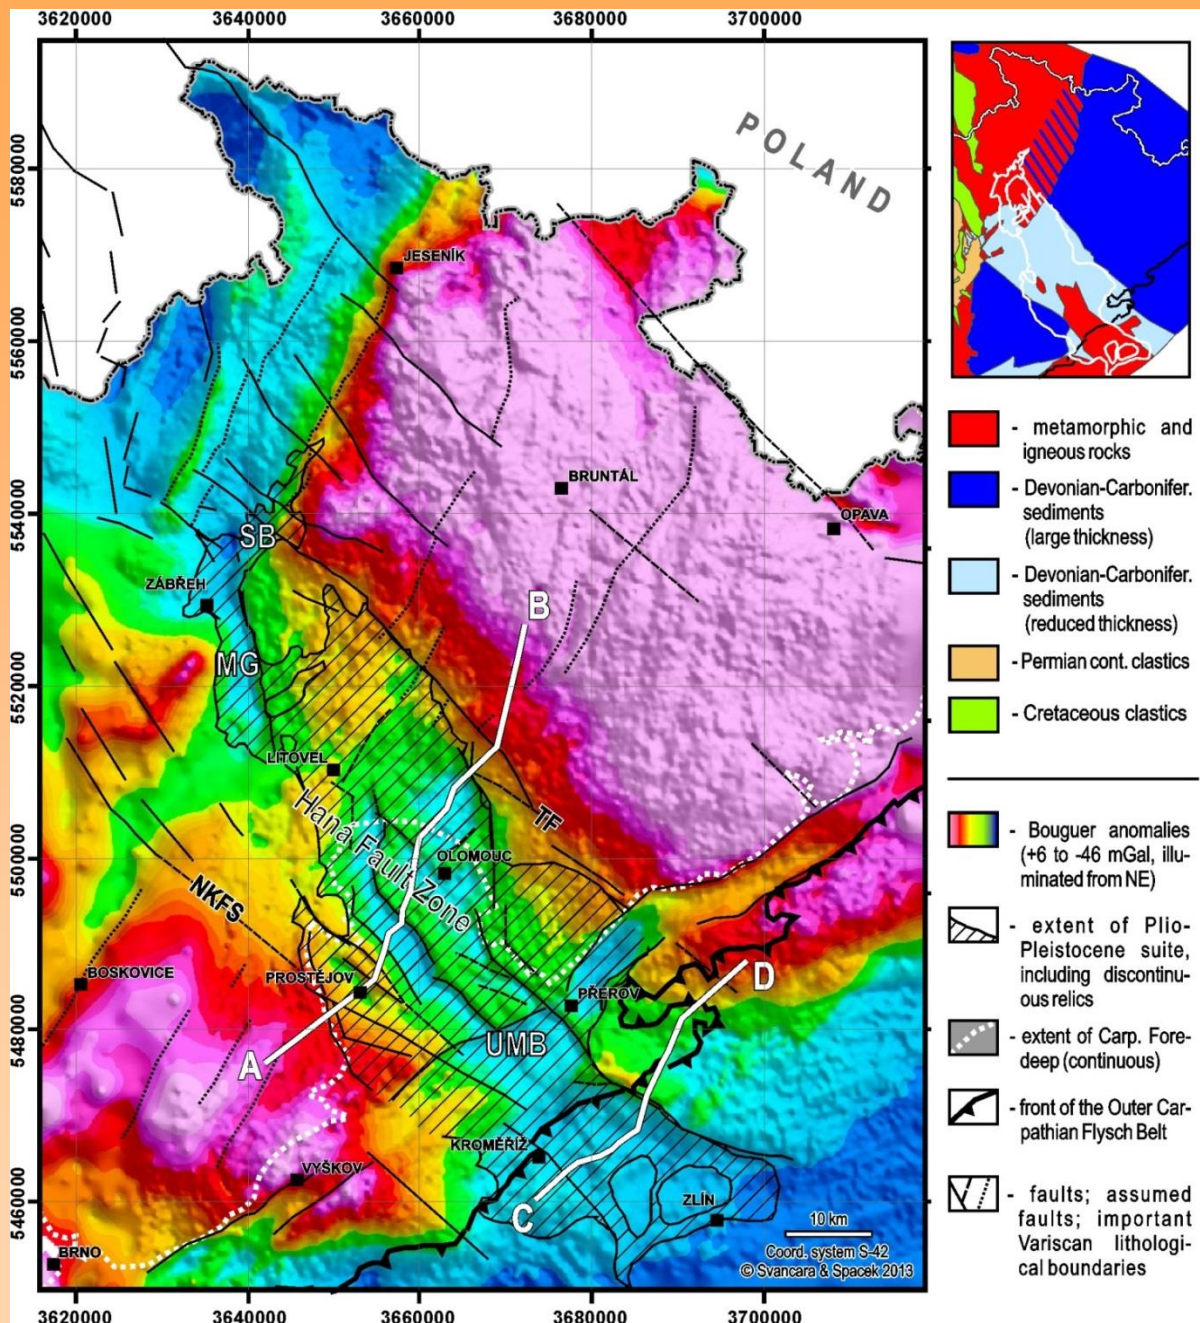 3620000 3640000 3660000 3680000 3700000
POLAND
5580000
JESENÍK
5560000
BRUNTÁL
5540000
OPAVA
SB
ZÁBŘEH
B
MG
5520000
LITOVEL
TF
Hana Fault Zone
5500000
OLOMOUC
NKFS
BOSKOVICE
PROSTĚJOV
D
PŘEROV
5480000
UMB
A
KROMĚŘÍŽ
VYŠKOV
5460000
ZLÍN
C
10 km
BRNO
Coord. system S-42
© Svancara & Spacek 2013
3620000 3640000 3660000 3680000 3700000
- metamorphic and
igneous rocks
- Devonian-Carbonifer.
sediments
(large thickness)
- Devonian-Carbonifer.
sediments
(reduced thickness)
- Permian cont. clastics
- Cretaceous clastics
- Bouguer anomalies
(+6 to -46 mGal, illu-
minated from NE)
- extent of Plio-
Pleistocene suite,
including discontinu-
ous relics
- extent of Carp. Fore-
deep (continuous)
- front of the Outer Car-
pathian Flysch Belt
- faults; assumed
faults; important
Variscan lithologi-
cal boundaries